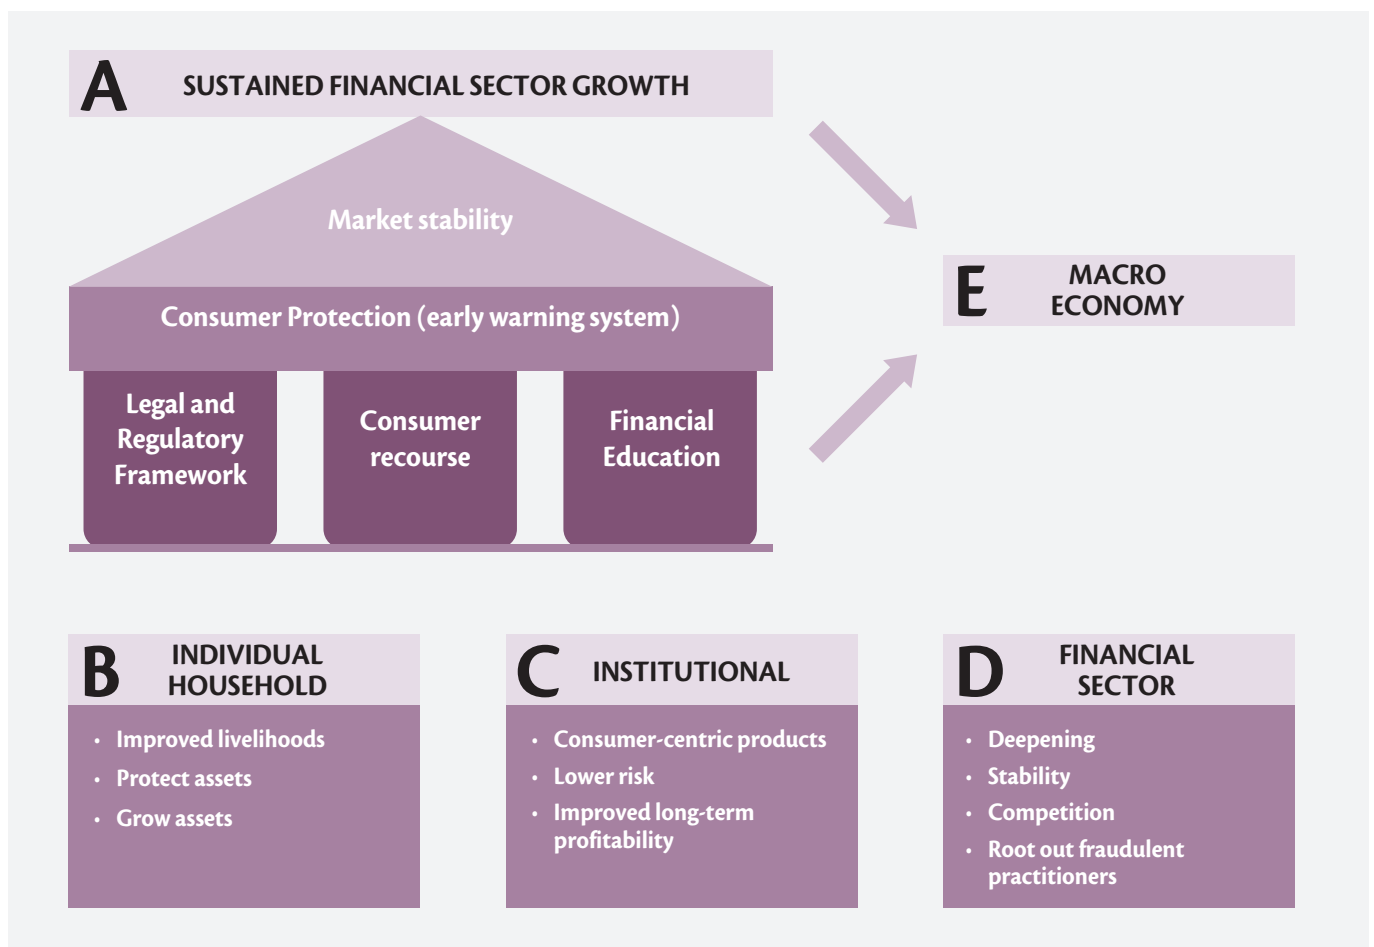 A
SUSTAINED FINANCIAL SECTOR GROWTH
Market stability
Consumer Protection (early warning system)
Legal and
Regulatory
Framework
Consumer
recourse
Financial
Education
E
MACRO
ECONOMY
B
INDIVIDUAL
HOUSEHOLD
• Improved livelihoods
• Protect assets
• Grow assets
C
INSTITUTIONAL
• Consumer-centric products
• Lower risk
• Improved long-term
profitability
D
FINANCIAL
SECTOR
• Deepening
• Stability
• Competition
• Root out fraudulent
practitioners